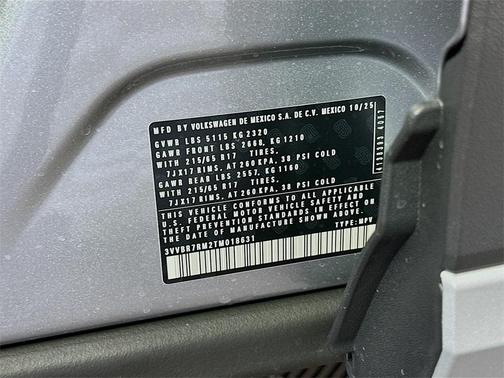 MFD BY VOLKSWAGEN DE MEXICO S.A. DE C.V. MEXICO 10/25
GVWR LBS 5115 KG 2320
GAWR FRONT LBS 2668, KG 1210
WITH 215/65 R17 TIRES.
7JX17 RIMS, AT 260 KPA, 38 PSI COLD
GAWR REAR LBS 2557, KG 1160
WITH 215/65 R17 TIRES.
7JX17 RIMS, AT 260 KPA, 38 PSI COLD
THIS VEHICLE CONFORMS TO ALL APPLICABLE
U.S. FEDERAL MOTOR VEHICLE SAFETY AND
THEFT PREVENTION STANDARDS IN EFFECT ON
THE DATE OF MANUFACTURE SHOWN ABOVE.
3VVBR7RM2TM018631 TYPE: MPV